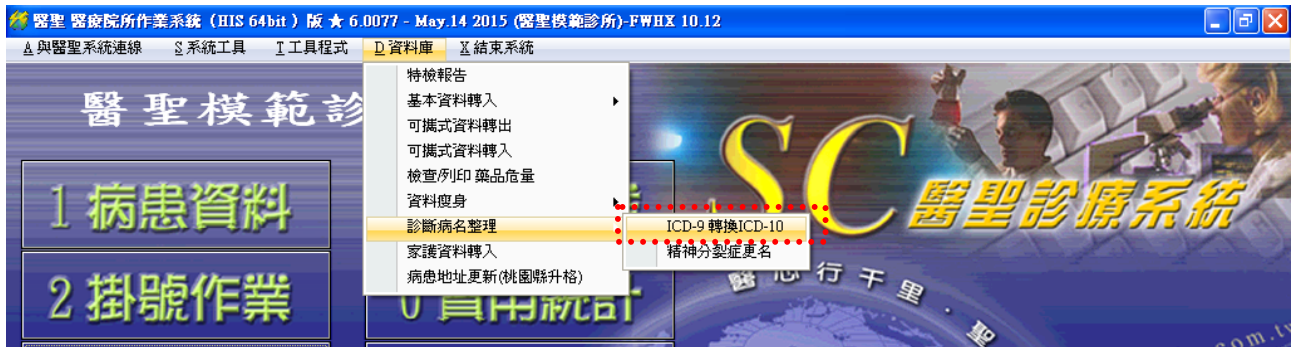 醫聖 醫療院所作業系統（HIS 64bit ）版 ★ 6.0077 - May.14 2015 (醫聖模範診所)-FWHX 10.12
A 與醫聖系統連線 S 系統工具 I 工具程式 D 資料庫 X 結束系統
特檢報告
基本資料轉入
可攜式資料轉出
可攜式資料轉入
檢查/列印 藥品危量
資料瘦身
診斷病名整理
家護資料轉入
病患地址更新(桃園縣升格)
ICD-9 轉換ICD-10
精神分裂症更名
醫聖模範診
1 病患資料
2 掛號作業
SC 醫聖診療系統
行千里．聖